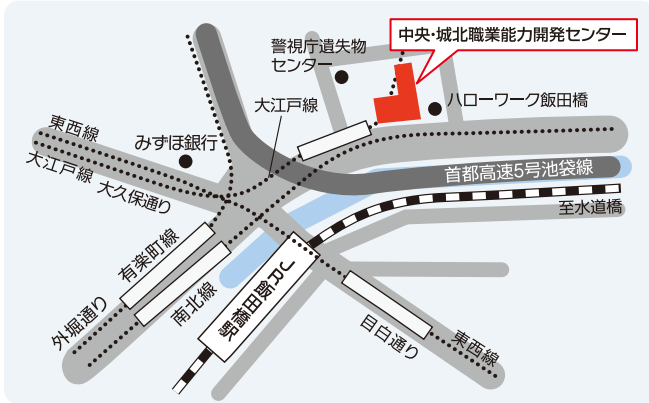 中央・城北職業能力開発センター
警視庁遺失物
センター
大江戸線
ハローワーク飯田橋
東西線
みずほ銀行
大江戸線 大久保通り
首都高速5号池袋線
至水道橋
有楽町線
外堀通り
南北線
JR飯田橋駅
目白通り
東西線